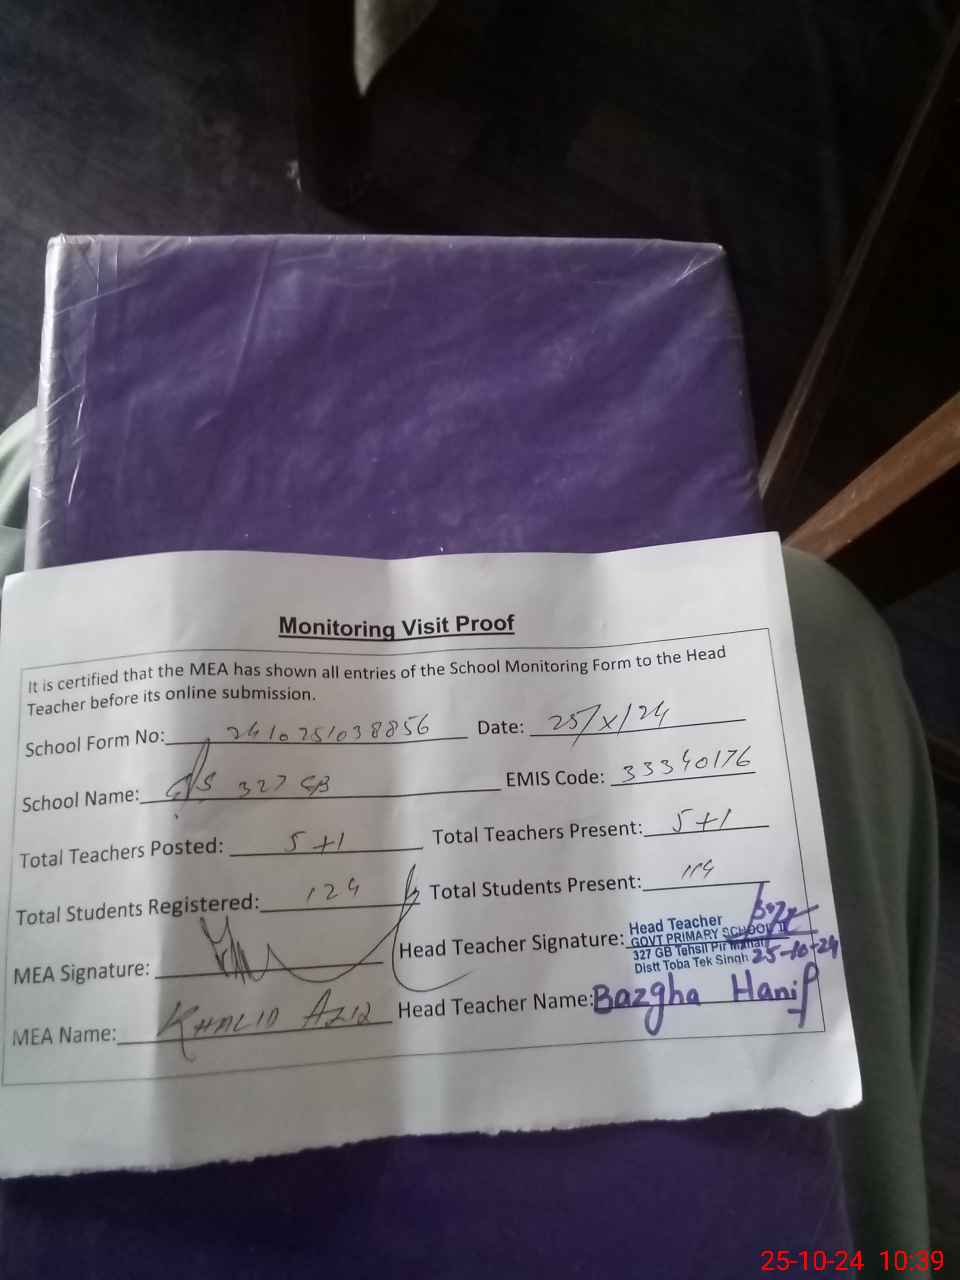 Monitoring Visit Proof
It is certified that the MEA has shown all entries of the School Monitoring Form to the Head
Teacher before its online submission.
School Form No: 2410251038856 Date: 25/X/24
School Name: 327 GB EMIS Code: 33340176
Total Teachers Posted: 5+1 Total Teachers Present: 5+1
Total Students Registered: 124 Total Students Present: 114
MEA Signature: Head Teacher Signature:
Head Teacher
GOVT PRIMARY SCHOOL
327 GB Tehsil Pir Mahal
Distt Toba Tek Singh 25-10-24
MEA Name: KHALID AZIZ Head Teacher Name: Bazgha Hanif
25-10-24 10:39